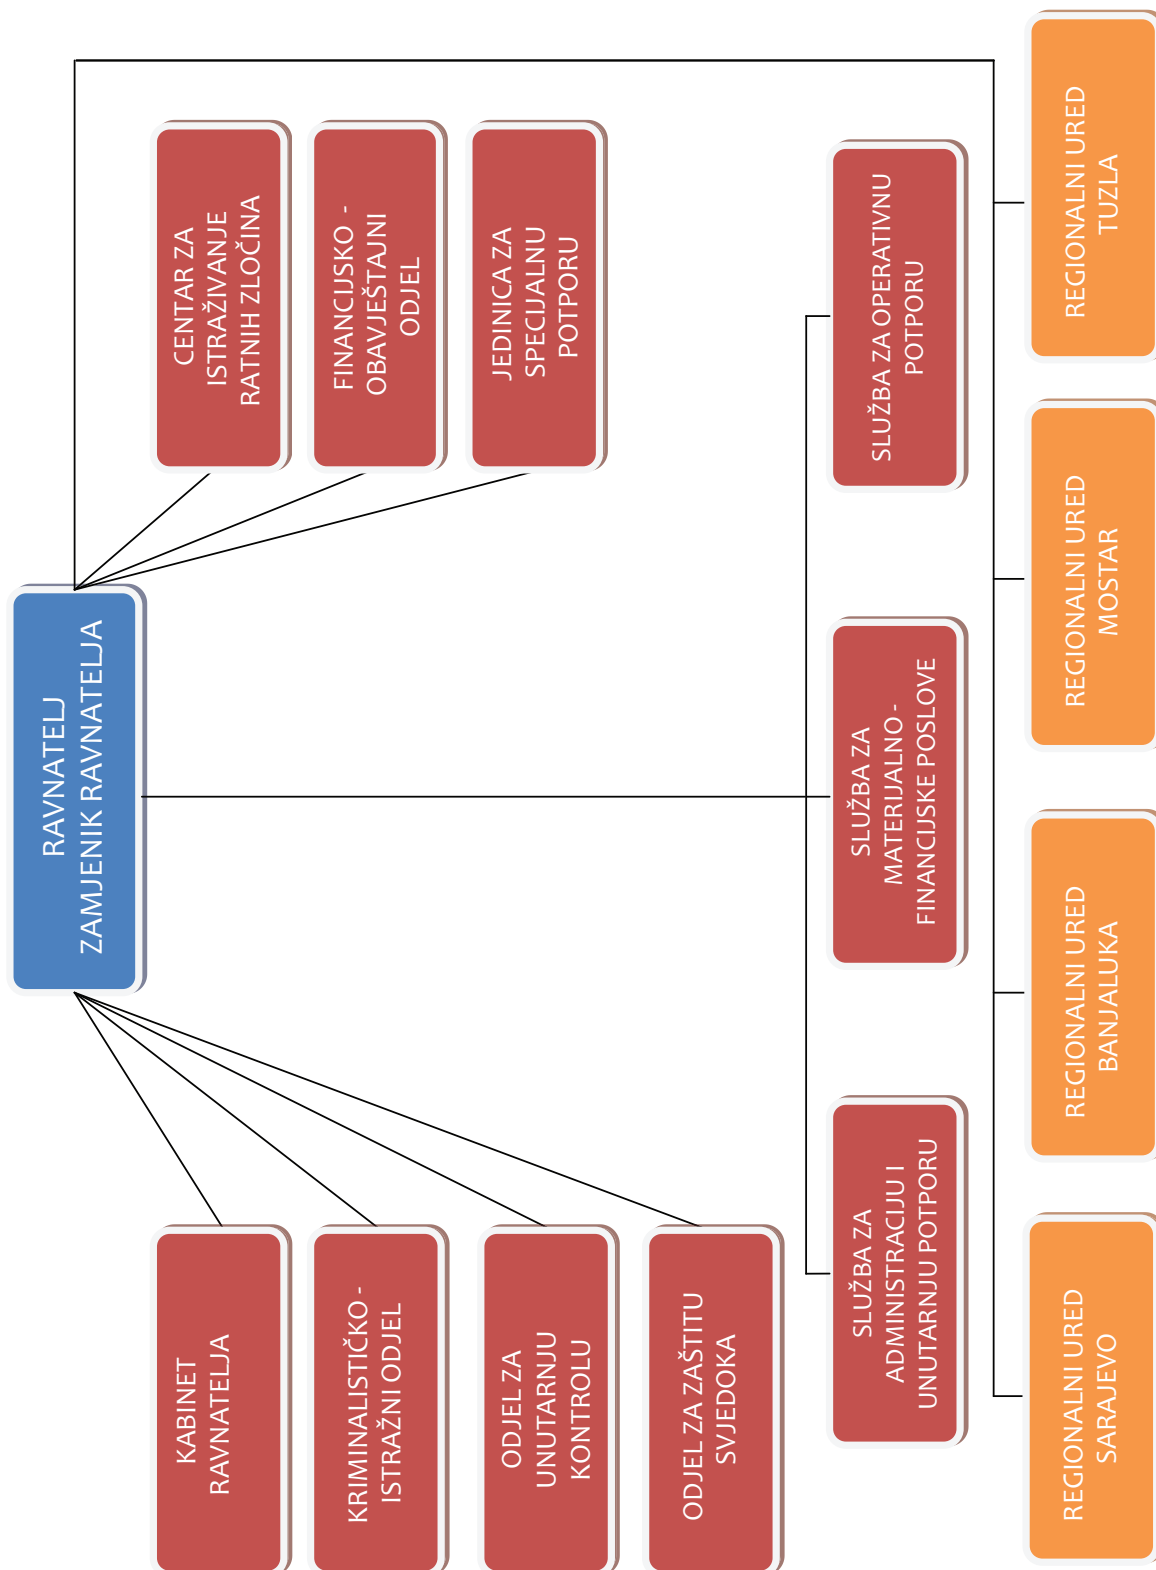 RAVNATELJ
ZAMJENIK RAVNATELJA
KABINET
RAVNATELJA
KRIMINALISTIČKO -
ISTRAŽNI ODJEL
ODJEL ZA
UNUTARNJU
KONTROLU
ODJEL ZA ZAŠTITU
SVJEDOKA
CENTAR ZA
ISTRAŽIVANJE
RATNIH ZLOČINA
FINANCIJSKO -
OBAVJEŠTAJNI
ODJEL
JEDINICA ZA
SPECIJALNU
POTPORU
SLUŽBA ZA
ADMINISTRACIJU I
UNUTARNJU POTPORU
SLUŽBA ZA
MATERIJALNO -
FINANCIJSKE POSLOVE
SLUŽBA ZA OPERATIVNU
POTPORU
REGIONALNI URED
SARAJEVO
REGIONALNI URED
BANJALUKA
REGIONALNI URED
MOSTAR
REGIONALNI URED
TUZLA